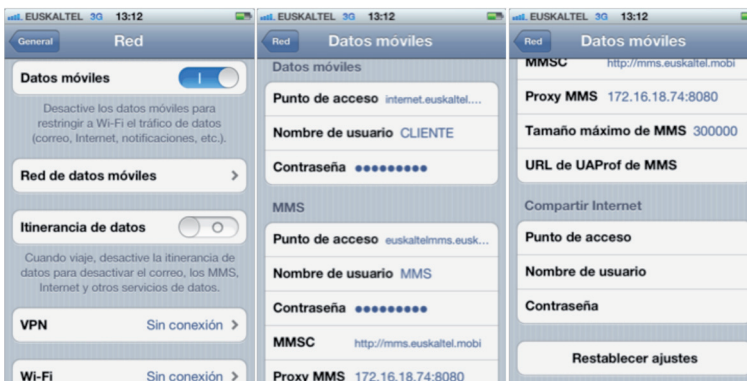 EUSKALTEL 3G 13:12
General Red
Datos móviles
Desactive los datos móviles para
restringir a Wi-Fi el tráfico de datos
(correo, Internet, notificaciones, etc.).
Red de datos móviles
Itinerancia de datos
Cuando viaje, desactive la itinerancia de
datos para desactivar el correo, los MMS,
Internet y otros servicios de datos.
VPN Sin conexión
Wi-Fi Sin conexión
EUSKALTEL 3G 13:12
Red Datos móviles
Datos móviles
Punto de acceso internet.euskaltel....
Nombre de usuario CLIENTE
Contraseña ●●●●●●●●●
MMS
Punto de acceso euskaltelmms.eusk...
Nombre de usuario MMS
Contraseña ●●●●●●●●●
MMSC http://mms.euskaltel.mobi
Proxy MMS 172.16.18.74:8080
EUSKALTEL 3G 13:12
Red Datos móviles
MMSC http://mms.euskaltel.mobi
Proxy MMS 172.16.18.74:8080
Tamaño máximo de MMS 300000
URL de UAProf de MMS
Compartir Internet
Punto de acceso
Nombre de usuario
Contraseña
Restablecer ajustes